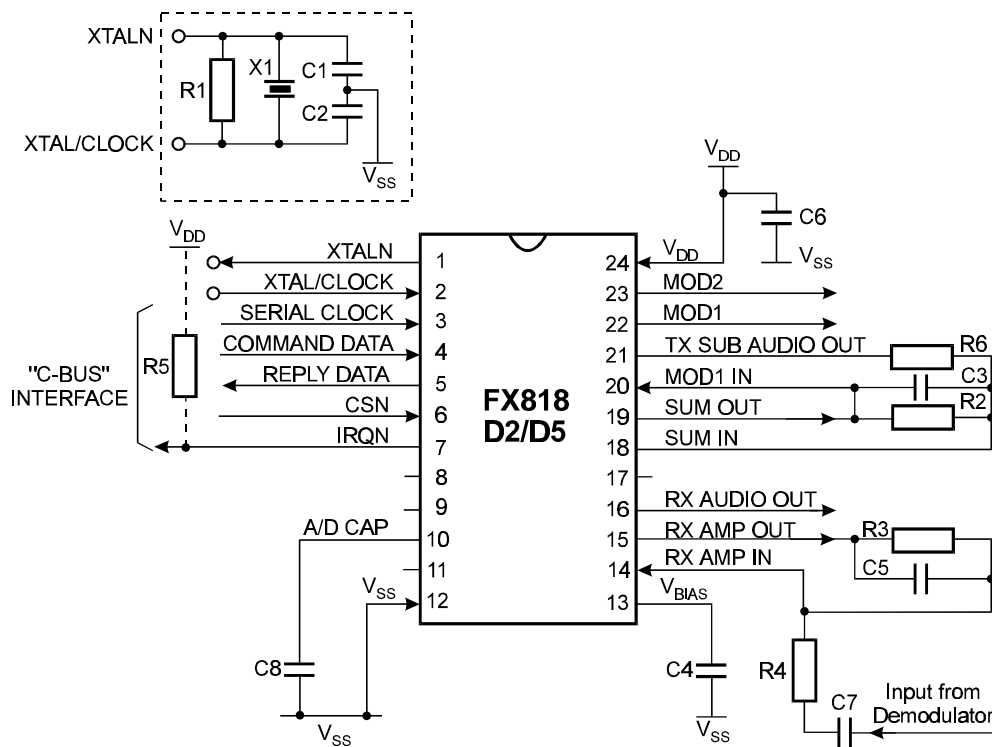 XTALN
X1
C1
R1
C2
XTAL/CLOCK
VSS
VDD
C6
VSS
VDD
XTALN
1
24
VDD
XTAL/CLOCK
2
23
MOD2
SERIAL CLOCK
3
22
MOD1
COMMAND DATA
4
21
TX SUB AUDIO OUT
R6
"C-BUS"
INTERFACE
R5
REPLY DATA
5
20
MOD1 IN
C3
CSN
6
19
SUM OUT
R2
IRQN
7
18
SUM IN
FX818
D2/D5
8
17
9
16
RX AUDIO OUT
A/D CAP
10
15
RX AMP OUT
R3
11
14
RX AMP IN
C5
VSS
12
13
VBIAS
C8
VSS
C4
VSS
R4
C7
Input from
Demodulator